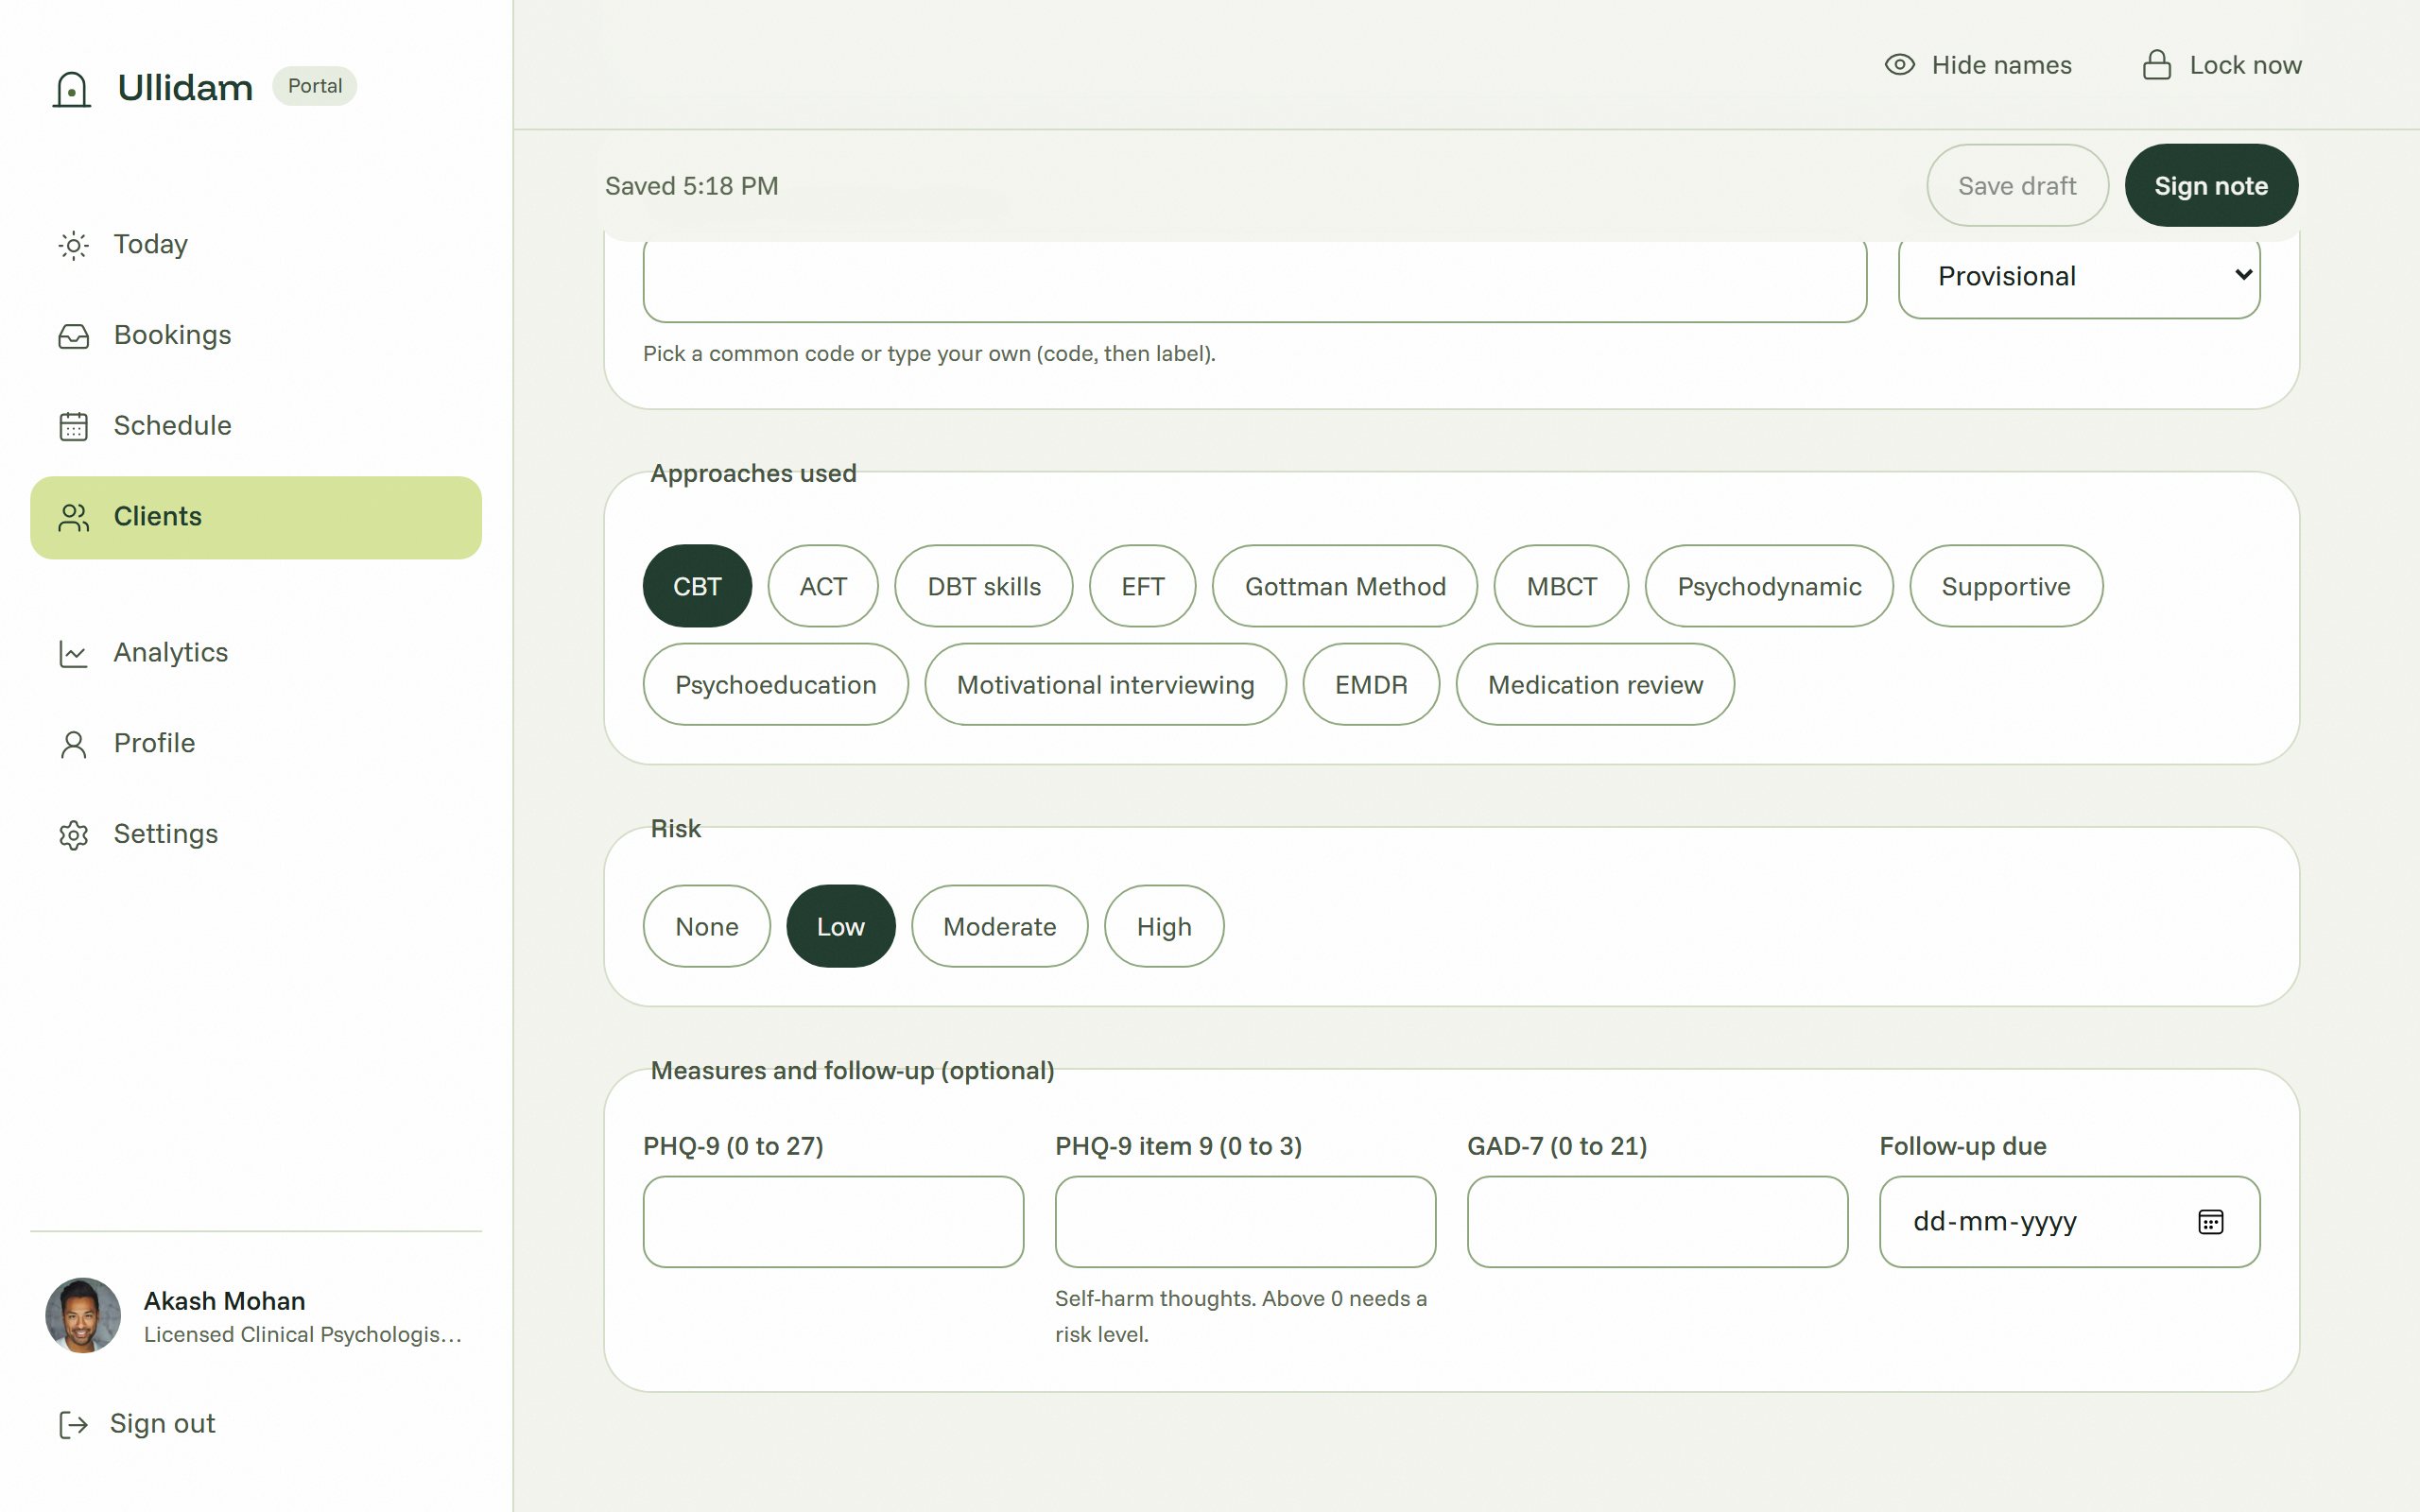 Ullidam Portal
Hide names
Lock now
Today
Bookings
Schedule
Clients
Analytics
Profile
Settings
Akash Mohan
Licensed Clinical Psychologis...
Sign out
Saved 5:18 PM
Save draft
Sign note
Provisional
Pick a common code or type your own (code, then label).
Approaches used
CBT ACT DBT skills EFT Gottman Method MBCT Psychodynamic Supportive
Psychoeducation Motivational interviewing EMDR Medication review
Risk
None Low Moderate High
Measures and follow-up (optional)
PHQ-9 (0 to 27) PHQ-9 item 9 (0 to 3) GAD-7 (0 to 21) Follow-up due
dd-mm-yyyy
Self-harm thoughts. Above 0 needs a
risk level.